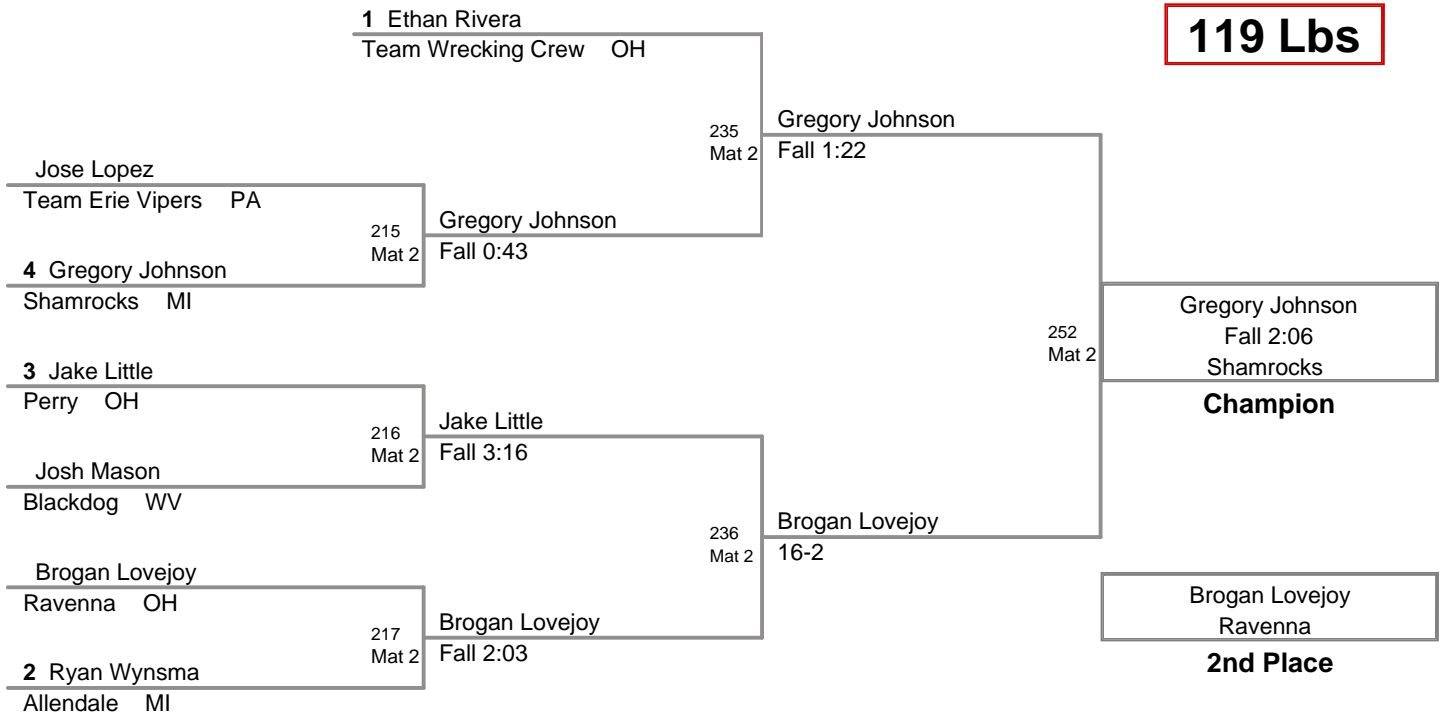 1 Ethan Rivera
Team Wrecking Crew OH
119 Lbs
235
Mat 2
Gregory Johnson
Fall 1:22
Jose Lopez
Team Erie Vipers PA
215
Mat 2
Gregory Johnson
Fall 0:43
4 Gregory Johnson
Shamrocks MI
252
Mat 2
Gregory Johnson
Fall 2:06
Shamrocks
Champion
3 Jake Little
Perry OH
216
Mat 2
Jake Little
Fall 3:16
Josh Mason
Blackdog WV
236
Mat 2
Brogan Lovejoy
16-2
Brogan Lovejoy
Ravenna OH
217
Mat 2
Brogan Lovejoy
Fall 2:03
2 Ryan Wynsma
Allendale MI
Brogan Lovejoy
Ravenna
2nd Place